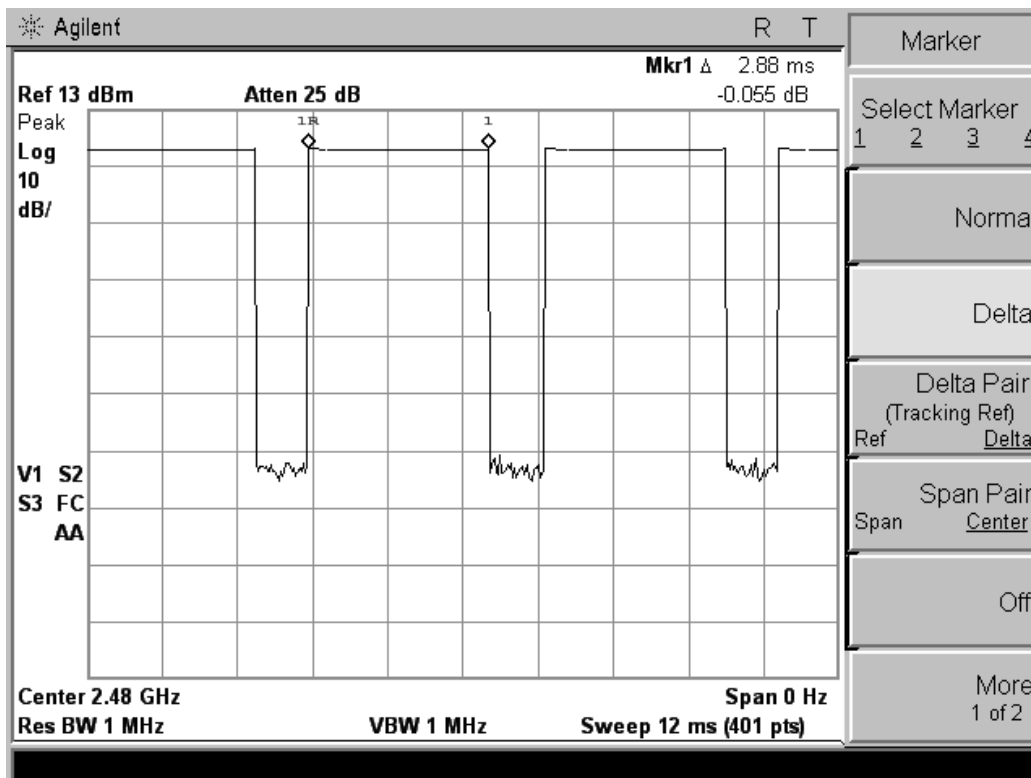 Agilent R T
Mkr1 Δ 2.88 ms
Ref 13 dBm Atten 25 dB -0.055 dB
Peak
Log
10
dB/
1R 1
V1 S2
S3 FC
AA
Center 2.48 GHz Span 0 Hz
Res BW 1 MHz VBW 1 MHz Sweep 12 ms (401 pts)
Marker
Select Marker
1 2 3 4
Norma
Delta
Delta Pair
(Tracking Ref)
Ref Delta
Span Pair
Span Center
Off
More
1 of 2